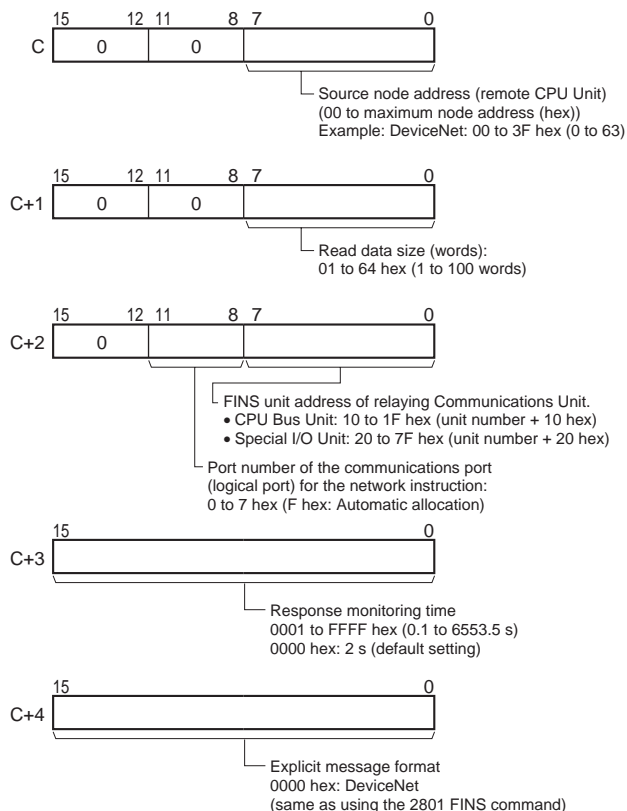 15 12 11 8 7 0
C 0 0
Source node address (remote CPU Unit)
(00 to maximum node address (hex))
Example: DeviceNet: 00 to 3F hex (0 to 63)
15 12 11 8 7 0
C+1 0 0
Read data size (words):
01 to 64 hex (1 to 100 words)
15 12 11 8 7 0
C+2 0
FINS unit address of relaying Communications Unit.
• CPU Bus Unit: 10 to 1F hex (unit number + 10 hex)
• Special I/O Unit: 20 to 7F hex (unit number + 20 hex)
Port number of the communications port
(logical port) for the network instruction:
0 to 7 hex (F hex: Automatic allocation)
15 0
C+3
Response monitoring time
0001 to FFFF hex (0.1 to 6553.5 s)
0000 hex: 2 s (default setting)
15 0
C+4
Explicit message format
0000 hex: DeviceNet
(same as using the 2801 FINS command)